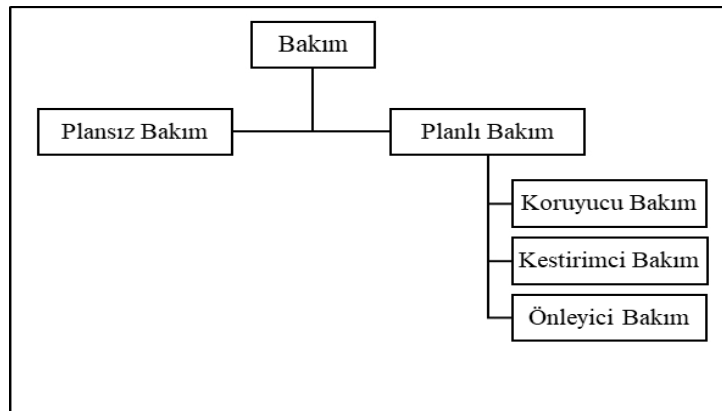 Bakım
Plansız Bakım
Planlı Bakım
Koruyucu Bakım
Kestirimci Bakım
Önleyici Bakım